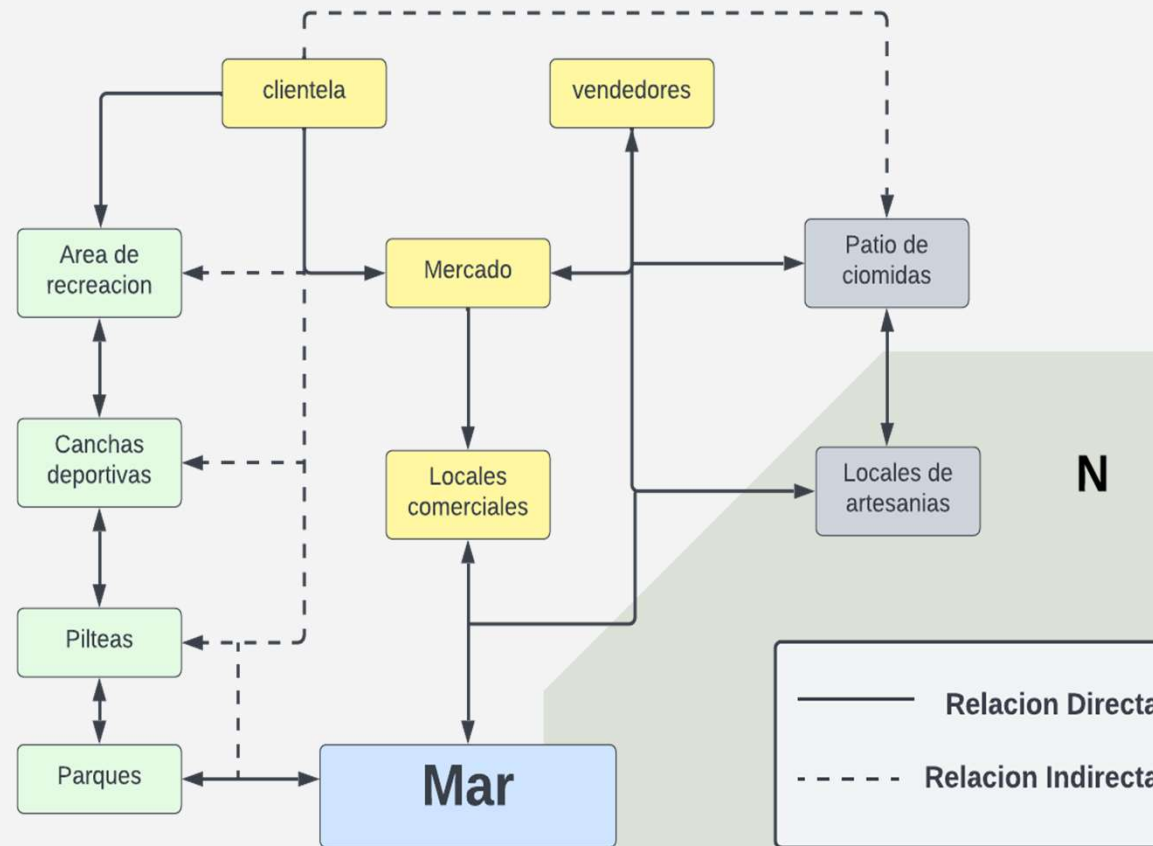 clientela
vendedores
Area de
recreacion
Mercado
Patio de
ciomidas
Canchas
deportivas
Locales
comerciales
Locales de
artesanias
N
Pilteas
Parques
Mar
Relacion Directa
Relacion Indirecta